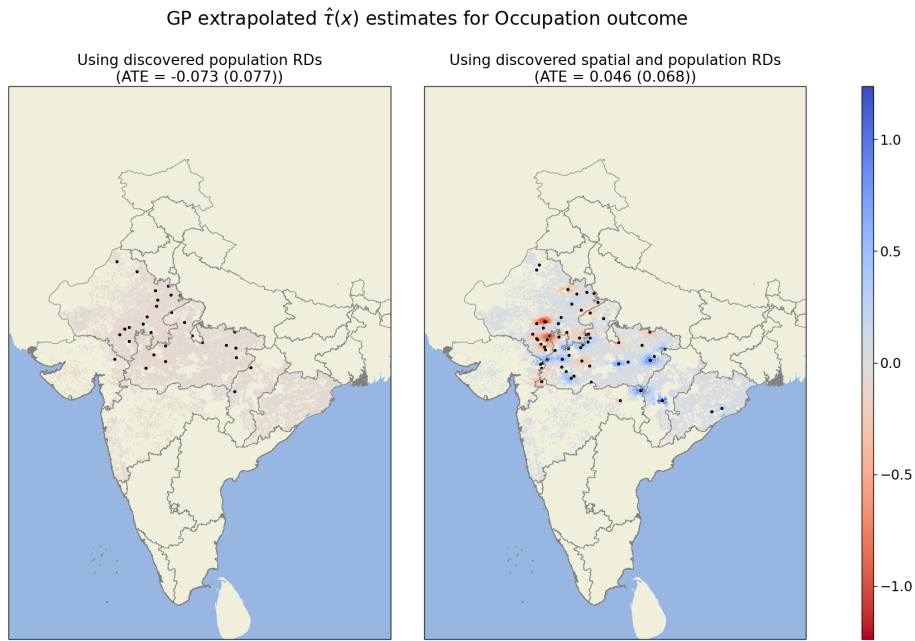 GP extrapolated τ̂(x) estimates for Occupation outcome
Using discovered population RDs
(ATE = -0.073 (0.077))
Using discovered spatial and population RDs
(ATE = 0.046 (0.068))
1.0
0.5
0.0
−0.5
−1.0